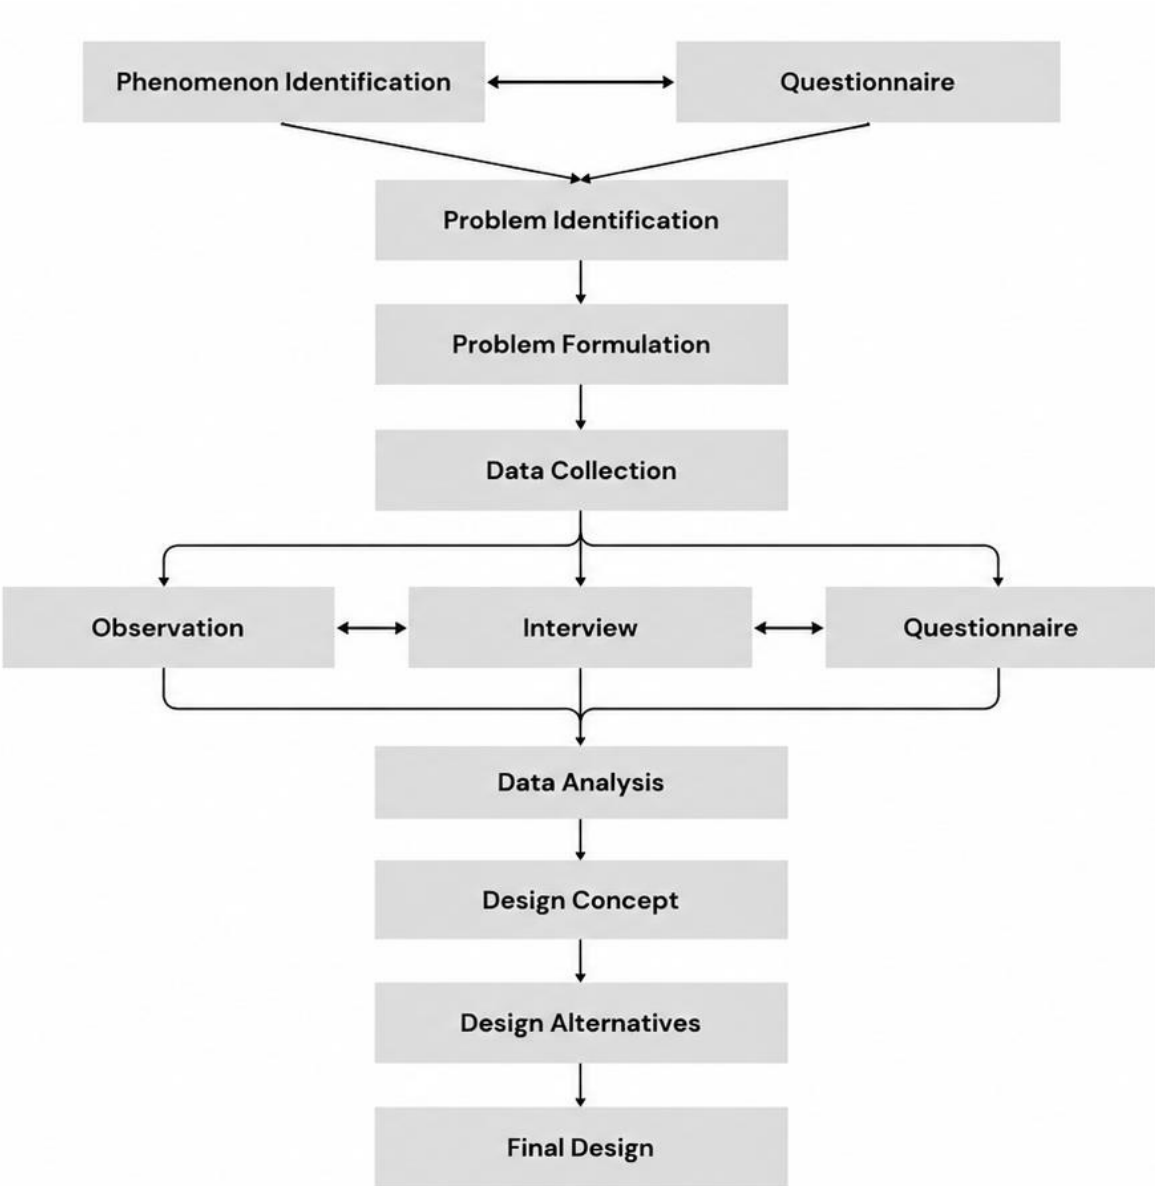 Phenomenon Identification
Questionnaire
Problem Identification
Problem Formulation
Data Collection
Observation
Interview
Questionnaire
Data Analysis
Design Concept
Design Alternatives
Final Design